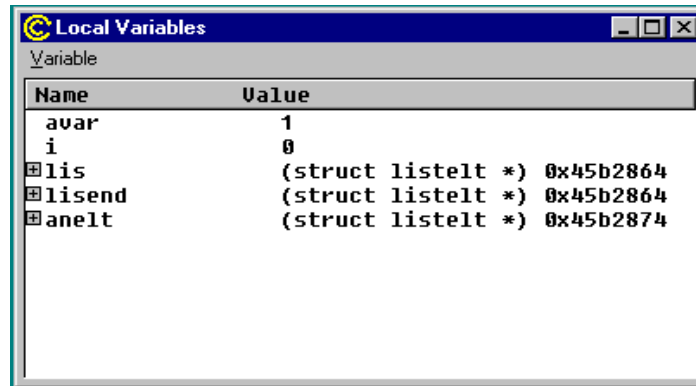 Local Variables
Variable
Name Value
avar 1
i 0
lis (struct listelt *) 0x45b2864
lisend (struct listelt *) 0x45b2864
anelt (struct listelt *) 0x45b2874